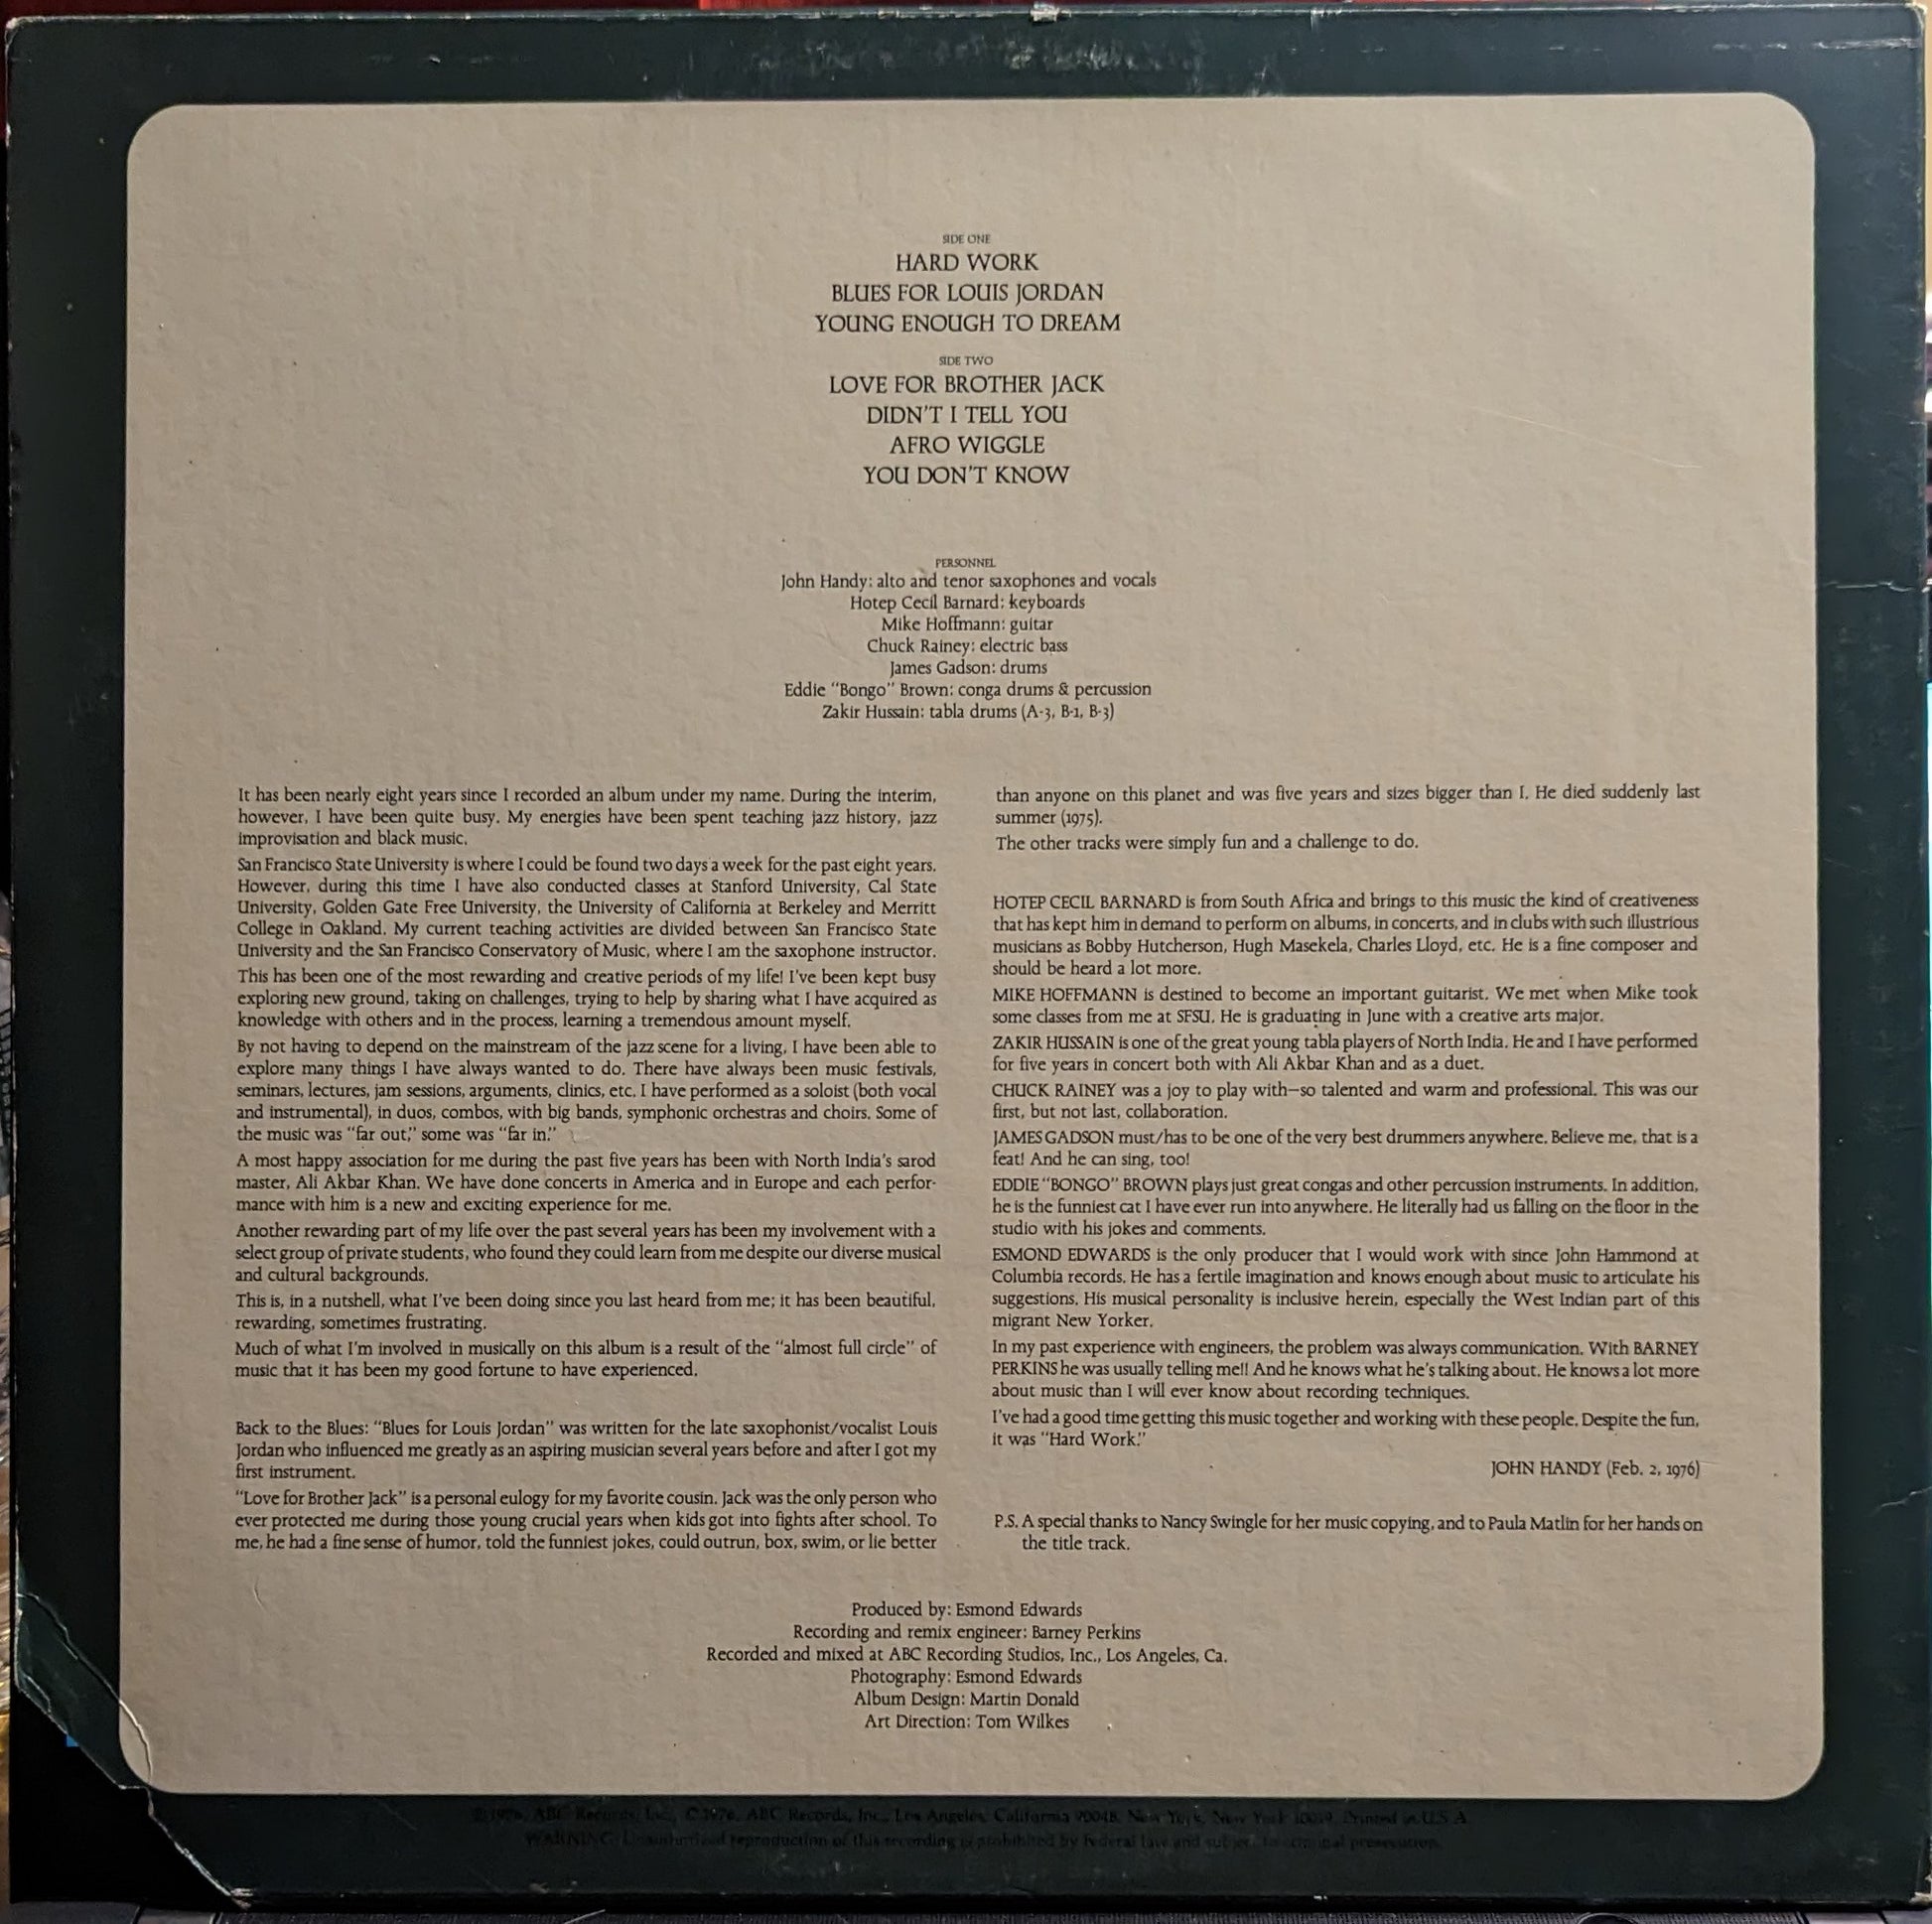 SIDE ONE
HARD WORK
BLUES FOR LOUIS JORDAN
YOUNG ENOUGH TO DREAM
SIDE TWO
LOVE FOR BROTHER JACK
DIDN'T I TELL YOU
AFRO WIGGLE
YOU DON'T KNOW
PERSONNEL
John Handy: alto and tenor saxophones and vocals
Hotep Cecil Barnard: keyboards
Mike Hoffmann: guitar
Chuck Rainey: electric bass
James Gadson: drums
Eddie "Bongo" Brown: conga drums & percussion
Zakir Hussain: tabla drums (A-3, B-1, B-3)
It has been nearly eight years since I recorded an album under my name. During the interim,
however, I have been quite busy. My energies have been spent teaching jazz history, jazz
improvisation and black music.
San Francisco State University is where I could be found two days a week for the past eight years.
However, during this time I have also conducted classes at Stanford University, Cal State
University, Golden Gate Free University, the University of California at Berkeley and Merritt
College in Oakland. My current teaching activities are divided between San Francisco State
University and the San Francisco Conservatory of Music, where I am the saxophone instructor.
This has been one of the most rewarding and creative periods of my life! I've been kept busy
exploring new ground, taking on challenges, trying to help by sharing what I have acquired as
knowledge with others and in the process, learning a tremendous amount myself.
By not having to depend on the mainstream of the jazz scene for a living, I have been able to
explore many things I have always wanted to do. There have always been music festivals,
seminars, lectures, jam sessions, arguments, clinics, etc. I have performed as a soloist (both vocal
and instrumental), in duos, combos, with big bands, symphonic orchestras and choirs. Some of
the music was "far out," some was "far in."
A most happy association for me during the past five years has been with North India's sarod
master, Ali Akbar Khan. We have done concerts in America and in Europe and each perfor-
mance with him is a new and exciting experience for me.
Another rewarding part of my life over the past several years has been my involvement with a
select group of private students, who found they could learn from me despite our diverse musical
and cultural backgrounds.
This is, in a nutshell, what I've been doing since you last heard from me; it has been beautiful,
rewarding, sometimes frustrating.
Much of what I'm involved in musically on this album is a result of the "almost full circle" of
music that it has been my good fortune to have experienced.
Back to the Blues: "Blues for Louis Jordan" was written for the late saxophonist/vocalist Louis
Jordan who influenced me greatly as an aspiring musician several years before and after I got my
first instrument.
"Love for Brother Jack" is a personal eulogy for my favorite cousin. Jack was the only person who
ever protected me during those young crucial years when kids got into fights after school. To
me, he had a fine sense of humor, told the funniest jokes, could outrun, box, swim, or lie better
than anyone on this planet and was five years and sizes bigger than I. He died suddenly last
summer (1975).
The other tracks were simply fun and a challenge to do.
HOTEP CECIL BARNARD is from South Africa and brings to this music the kind of creativeness
that has kept him in demand to perform on albums, in concerts, and in clubs with such illustrious
musicians as Bobby Hutcherson, Hugh Masekela, Charles Lloyd, etc. He is a fine composer and
should be heard a lot more.
MIKE HOFFMANN is destined to become an important guitarist. We met when Mike took
some classes from me at SFSU. He is graduating in June with a creative arts major.
ZAKIR HUSSAIN is one of the great young tabla players of North India. He and I have performed
for five years in concert both with Ali Akbar Khan and as a duet.
CHUCK RAINEY was a joy to play with—so talented and warm and professional. This was our
first, but not last, collaboration.
JAMES GADSON must/has to be one of the very best drummers anywhere. Believe me, that is a
feat! And he can sing, too!
EDDIE "BONGO" BROWN plays just great congas and other percussion instruments. In addition,
he is the funniest cat I have ever run into anywhere. He literally had us falling on the floor in the
studio with his jokes and comments.
ESMOND EDWARDS is the only producer that I would work with since John Hammond at
Columbia records. He has a fertile imagination and knows enough about music to articulate his
suggestions. His musical personality is inclusive herein, especially the West Indian part of this
migrant New Yorker.
In my past experience with engineers, the problem was always communication. With BARNEY
PERKINS he was usually telling me!! And he knows what he's talking about. He knows a lot more
about music than I will ever know about recording techniques.
I've had a good time getting this music together and working with these people. Despite the fun,
it was "Hard Work."
JOHN HANDY (Feb. 2, 1976)
P.S. A special thanks to Nancy Swingle for her music copying, and to Paula Matlin for her hands on
the title track.
Produced by: Esmond Edwards
Recording and remix engineer: Barney Perkins
Recorded and mixed at ABC Recording Studios, Inc., Los Angeles, Ca.
Photography: Esmond Edwards
Album Design: Martin Donald
Art Direction: Tom Wilkes
1976, ABC Records, Inc., © 1976, ABC Records, Inc., Los Angeles, California 90048. New York, New York 10019. Printed in U.S.A.
WARNING: Unauthorized reproduction of this recording is prohibited by Federal law and subject to criminal prosecution.